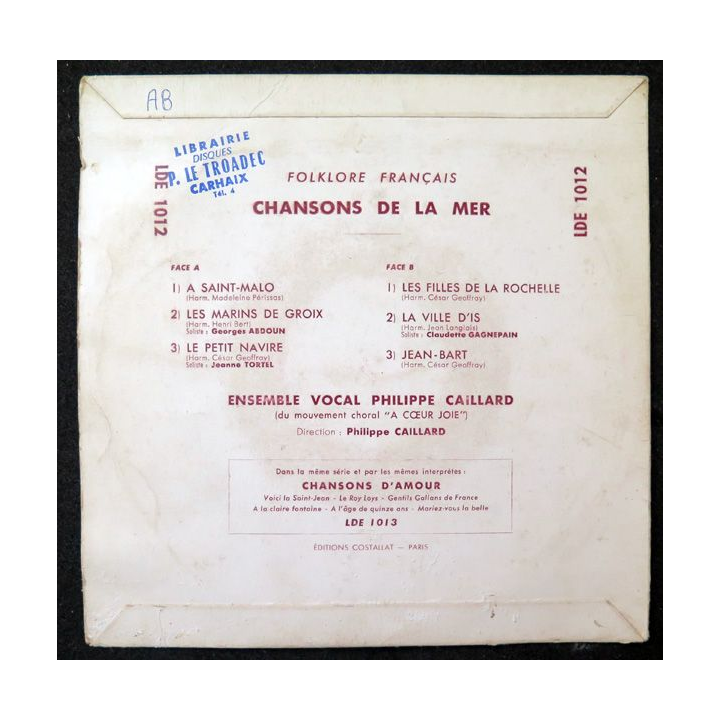 AB
LIBRAIRIE
DISQUES
P. LE TROADEC
CARHAIX
Tél. 4
LDE 1012
LDE 1012
FOLKLORE FRANÇAIS
CHANSONS DE LA MER
FACE A
1) A SAINT-MALO
(Harm. Madeleine Périssas)
2) LES MARINS DE GROIX
(Harm. Henri Bert)
Soliste : Georges ABDOUN
3) LE PETIT NAVIRE
(Harm. César Geoffray)
Soliste : Jeanne TORTEL
FACE B
1) LES FILLES DE LA ROCHELLE
(Harm. César Geoffray)
2) LA VILLE D'IS
(Harm. Jean Langlais)
Soliste : Claudette GAGNEPAIN
3) JEAN-BART
(Harm. César Geoffray)
ENSEMBLE VOCAL PHILIPPE CAILLARD
(du mouvement choral "A CŒUR JOIE")
Direction : Philippe CAILLARD
Dans la même série et par les mêmes interprètes :
CHANSONS D'AMOUR
Voici la Saint-Jean - Le Roy Loys - Gentils Gallans de France
A la claire fontaine - A l'âge de quinze ans - Mariez-vous la belle
LDE 1013
ÉDITIONS COSTALLAT — PARIS